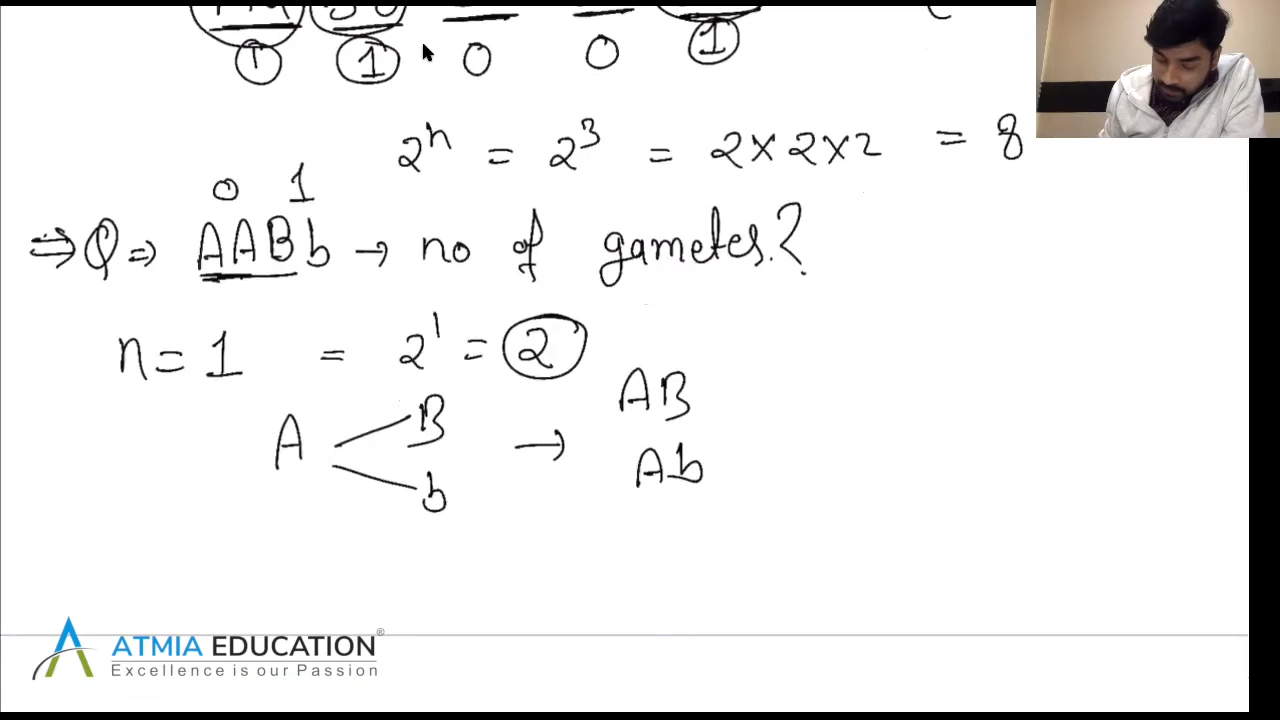 1 1 0 0 1
2ⁿ = 2³ = 2×2×2 = 8
0 1
⇒ Q ⇒ AABb → no of gametes.?
n = 1 = 2¹ = 2
A B b → AB
Ab
ATMIA EDUCATION®
Excellence is our Passion